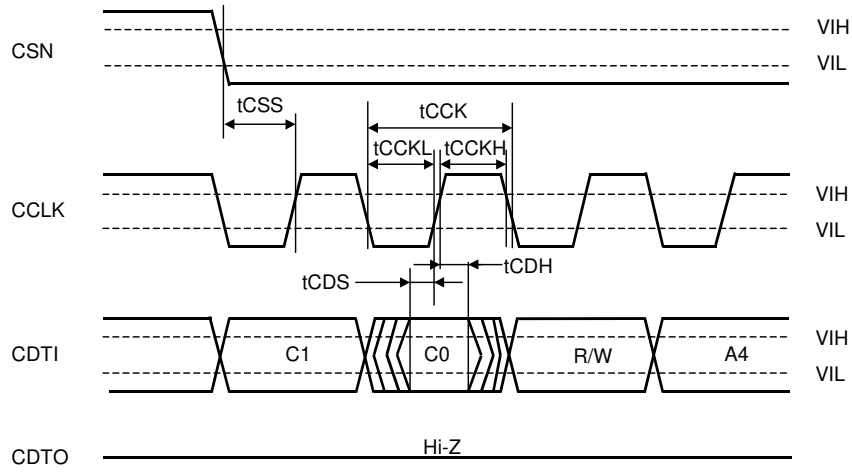 VIH
CSN
VIL
tCSS
tCCK
tCCKL
tCCKH
VIH
CCLK
VIL
tCDH
tCDS
VIH
CDTI
C1
C0
R/W
A4
VIL
Hi-Z
CDTO